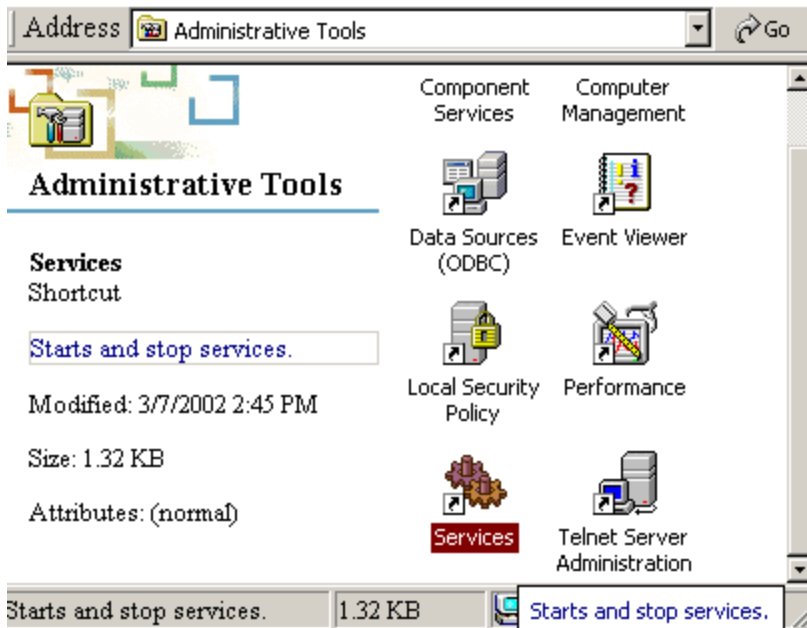 Address Administrative Tools Go
Administrative Tools
Services
Shortcut
Starts and stop services.
Modified: 3/7/2002 2:45 PM
Size: 1.32 KB
Attributes: (normal)
Component
Services
Computer
Management
Data Sources
(ODBC)
Event Viewer
Local Security
Policy
Performance
Services
Telnet Server
Administration
Starts and stop services. 1.32 KB
Starts and stop services.